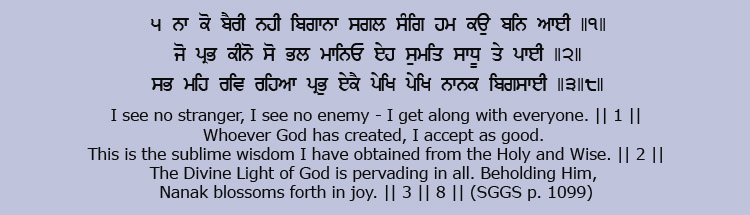 ੫ ਨਾ ਕੋ ਬੈਰੀ ਨਹੀ ਬਿਗਾਨਾ ਸਗਲ ਸੰਗਿ ਹਮ ਕਉ ਬਨਿ ਆਈ ॥੧॥
ਜੋ ਪ੍ਰਭ ਕੀਨੋ ਸੋ ਭਲ ਮਾਨਿਓ ਏਹ ਸੁਮਤਿ ਸਾਧੂ ਤੇ ਪਾਈ ॥੨॥
ਸਭ ਮਹਿ ਰਵਿ ਰਹਿਆ ਪ੍ਰਭੁ ਏਕੈ ਪੇਖਿ ਪੇਖਿ ਨਾਨਕ ਬਿਗਸਾਈ ॥੩॥੮॥
I see no stranger, I see no enemy - I get along with everyone. || 1 ||
Whoever God has created, I accept as good.
This is the sublime wisdom I have obtained from the Holy and Wise. || 2 ||
The Divine Light of God is pervading in all. Beholding Him,
Nanak blossoms forth in joy. || 3 || 8 || (SGGS p. 1099)